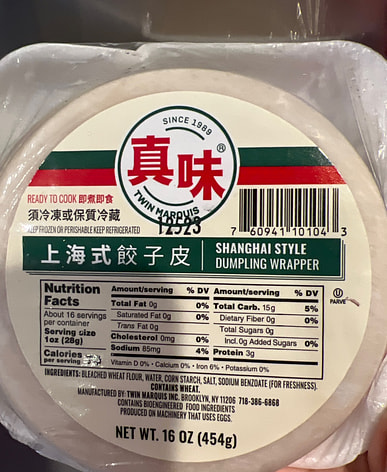 SINCE 1989
真味®
TWIN MARQUIS
READY TO COOK 即煮即食
須冷凍或保質冷藏
KEEP FROZEN OR PERISHABLE KEEP REFRIGERATED
12523
7 60941 10104 3
上海式餃子皮
SHANGHAI STYLE
DUMPLING WRAPPER
U
PARVE
Nutrition
Facts
About 16 servings
per container
Serving size
1oz (28g)
Calories
per serving
Amount/serving % DV
Total Fat 0g 0%
Saturated Fat 0g 0%
Trans Fat 0g
Cholesterol 0mg 0%
Sodium 85mg 4%
Amount/serving % DV
Total Carb. 15g 5%
Dietary Fiber 0g 0%
Total Sugars 0g
Incl. 0g Added Sugars 0%
Protein 3g
Vitamin D 0% • Calcium 0% • Iron 6% • Potassium 0%
INGREDIENTS: BLEACHED WHEAT FLOUR, WATER, CORN STARCH, SALT, SODIUM BENZOATE (FOR FRESHNESS).
CONTAINS WHEAT.
MANUFACTURED BY: TWIN MARQUIS INC. BROOKLYN, NY 11206 718-386-6868
CONTAINS BIOENGINEERED FOOD INGREDIENTS
PRODUCED ON MACHINERY THAT USES EGGS.
NET WT. 16 OZ (454g)